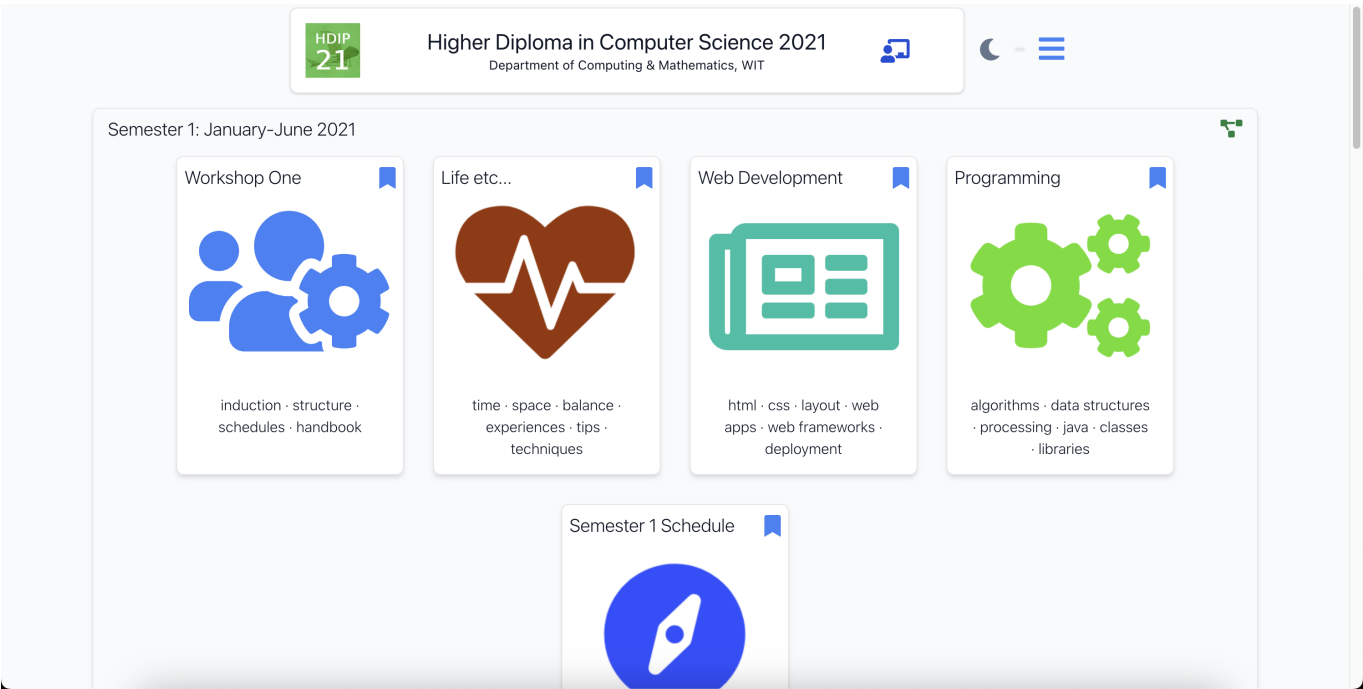 HDIP
21
Higher Diploma in Computer Science 2021
Department of Computing & Mathematics, WIT
Semester 1: January-June 2021
Workshop One
induction · structure ·
schedules · handbook
Life etc...
time · space · balance ·
experiences · tips ·
techniques
Web Development
html · css · layout · web
apps · web frameworks ·
deployment
Programming
algorithms · data structures
· processing · java · classes
· libraries
Semester 1 Schedule